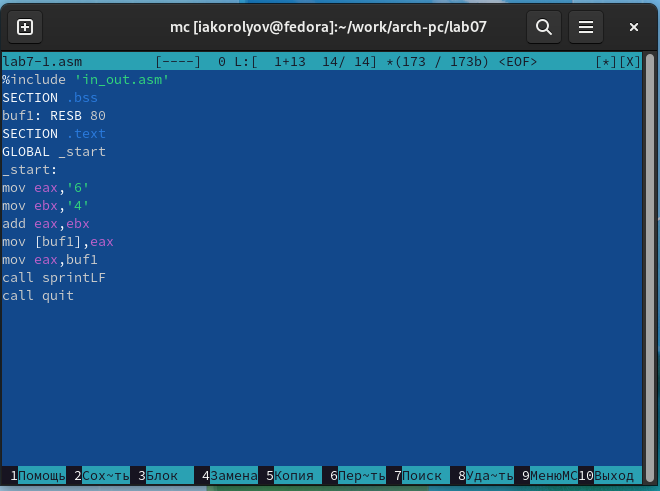 mc [iakorolyov@fedora]:~/work/arch-pc/lab07
lab7-1.asm [----] 0 L:[ 1+13 14/ 14] *(173 / 173b) <EOF> [*][X]
%include 'in_out.asm'
SECTION .bss
buf1: RESB 80
SECTION .text
GLOBAL _start
_start:
mov eax,'6'
mov ebx,'4'
add eax,ebx
mov [buf1],eax
mov eax,buf1
call sprintLF
call quit
1Помощь 2Сох~ть 3Блок 4Замена 5Копия 6Пер~ть 7Поиск 8Уда~ть 9МенюMC 10Выход